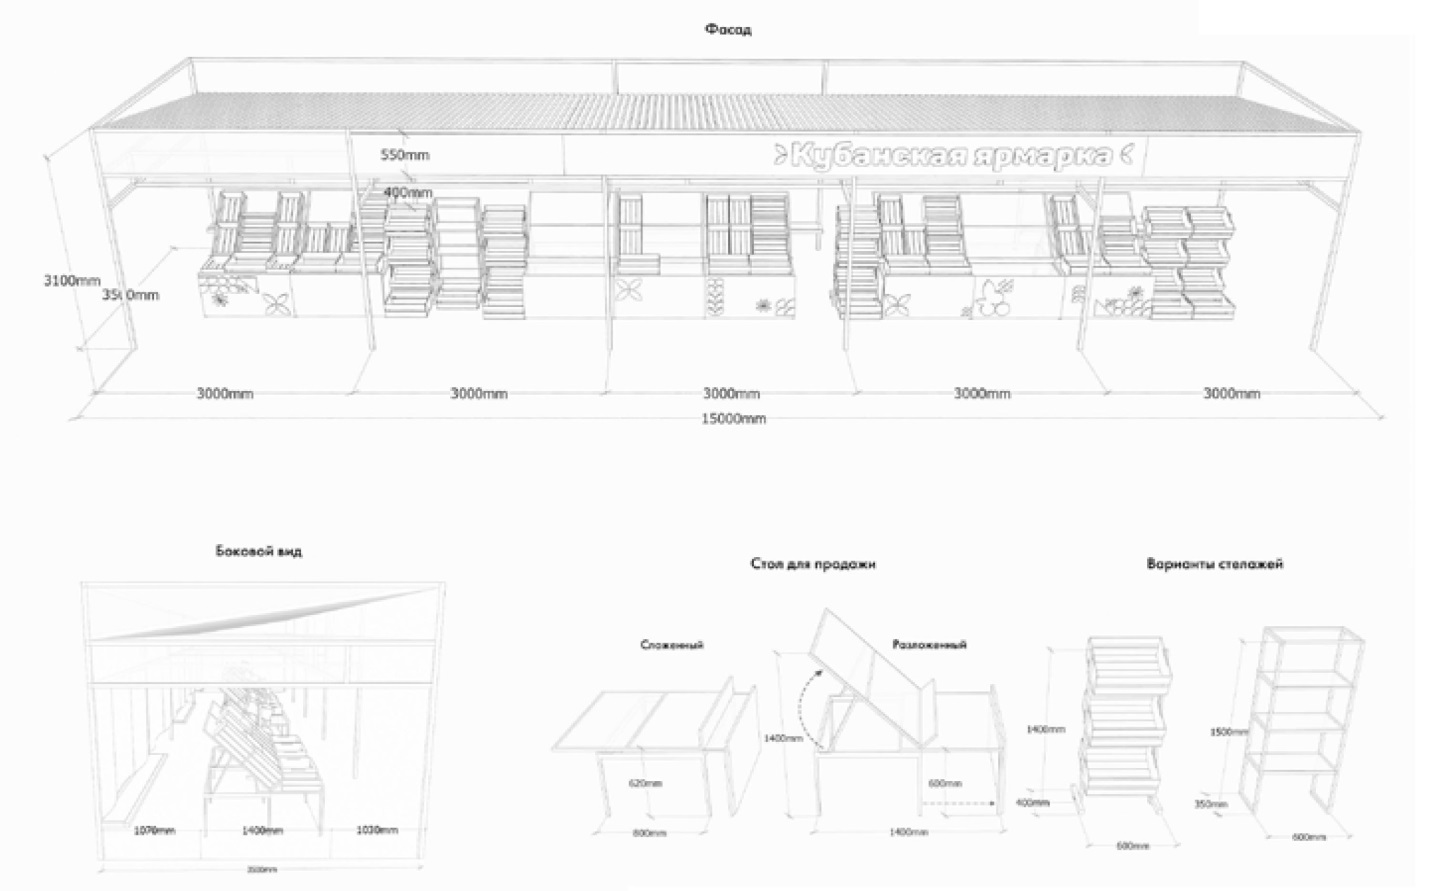 Фасад
550mm
Кубанская ярмарка
400mm
3100mm
3500mm
3000mm
3000mm
3000mm
3000mm
3000mm
15000mm
Боковой вид
1070mm
1400mm
1030mm
3500mm
Стол для продажи
Сложенный
Разложенный
620mm
800mm
1400mm
600mm
1400mm
Варианты стелажей
1400mm
400mm
600mm
1500mm
350mm
600mm